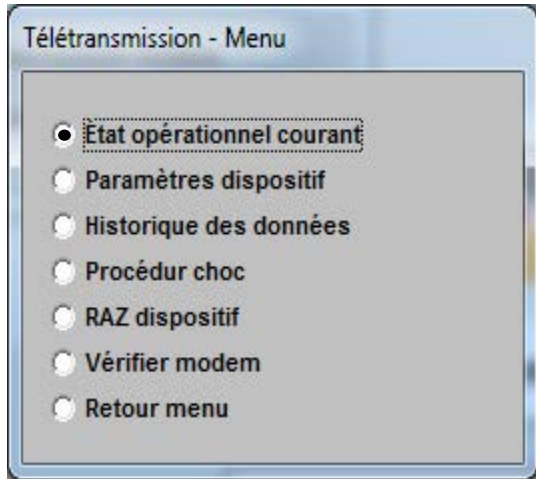 Télétransmission - Menu
Etat opérationnel courant
Paramètres dispositif
Historique des données
Procédur choc
RAZ dispositif
Vérifier modem
Retour menu